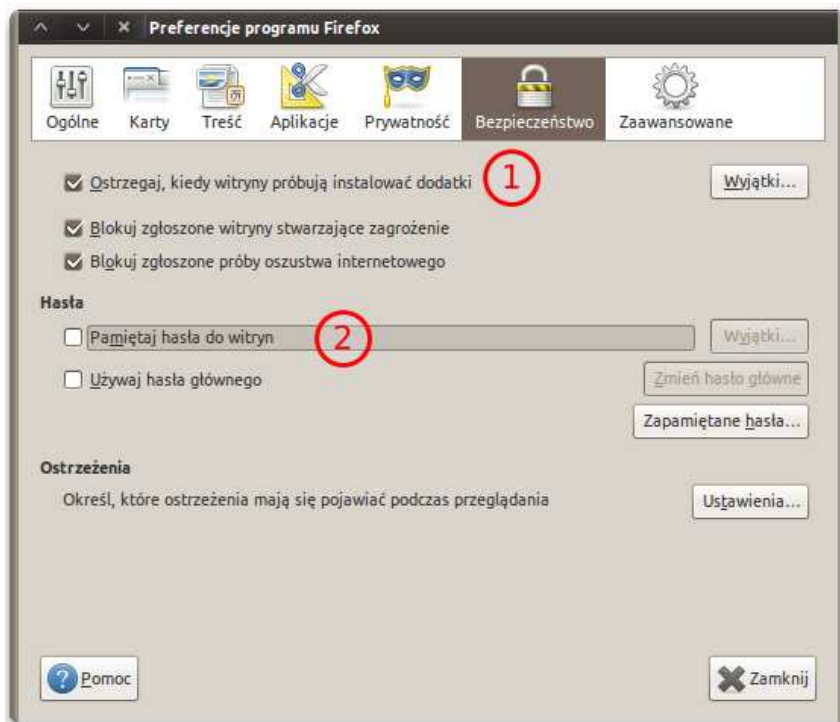 Preferencje programu Firefox
Ogólne Karty Treść Aplikacje Prywatność Bezpieczeństwo Zaawansowane
Ostrzegaj, kiedy witryny próbują instalować dodatki 1 Wyjątki...
Blokuj zgłoszone witryny stwarzające zagrożenie
Blokuj zgłoszone próby oszustwa internetowego
Hasła
Pamiętaj hasła do witryn 2 Wyjątki...
Używaj hasła głównego Zmień hasło główne
Zapamiętane hasła...
Ostrzeżenia
Określ, które ostrzeżenia mają się pojawiać podczas przeglądania Ustawienia...
Pomoc Zamknij